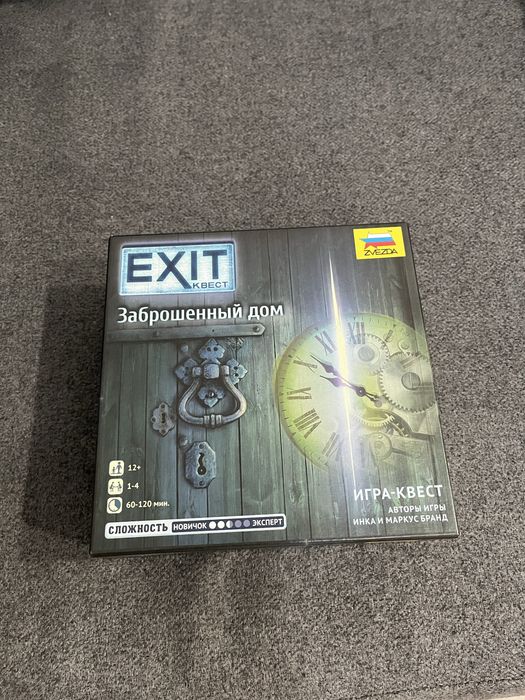 EXIT
КВЕСТ
ZVEZDA
Заброшенный дом
XII
12+
1-4
60-120 мин.
ИГРА-КВЕСТ
АВТОРЫ ИГРЫ
ИНКА И МАРКУС БРАНД
СЛОЖНОСТЬ НОВИЧОК ЭКСПЕРТ